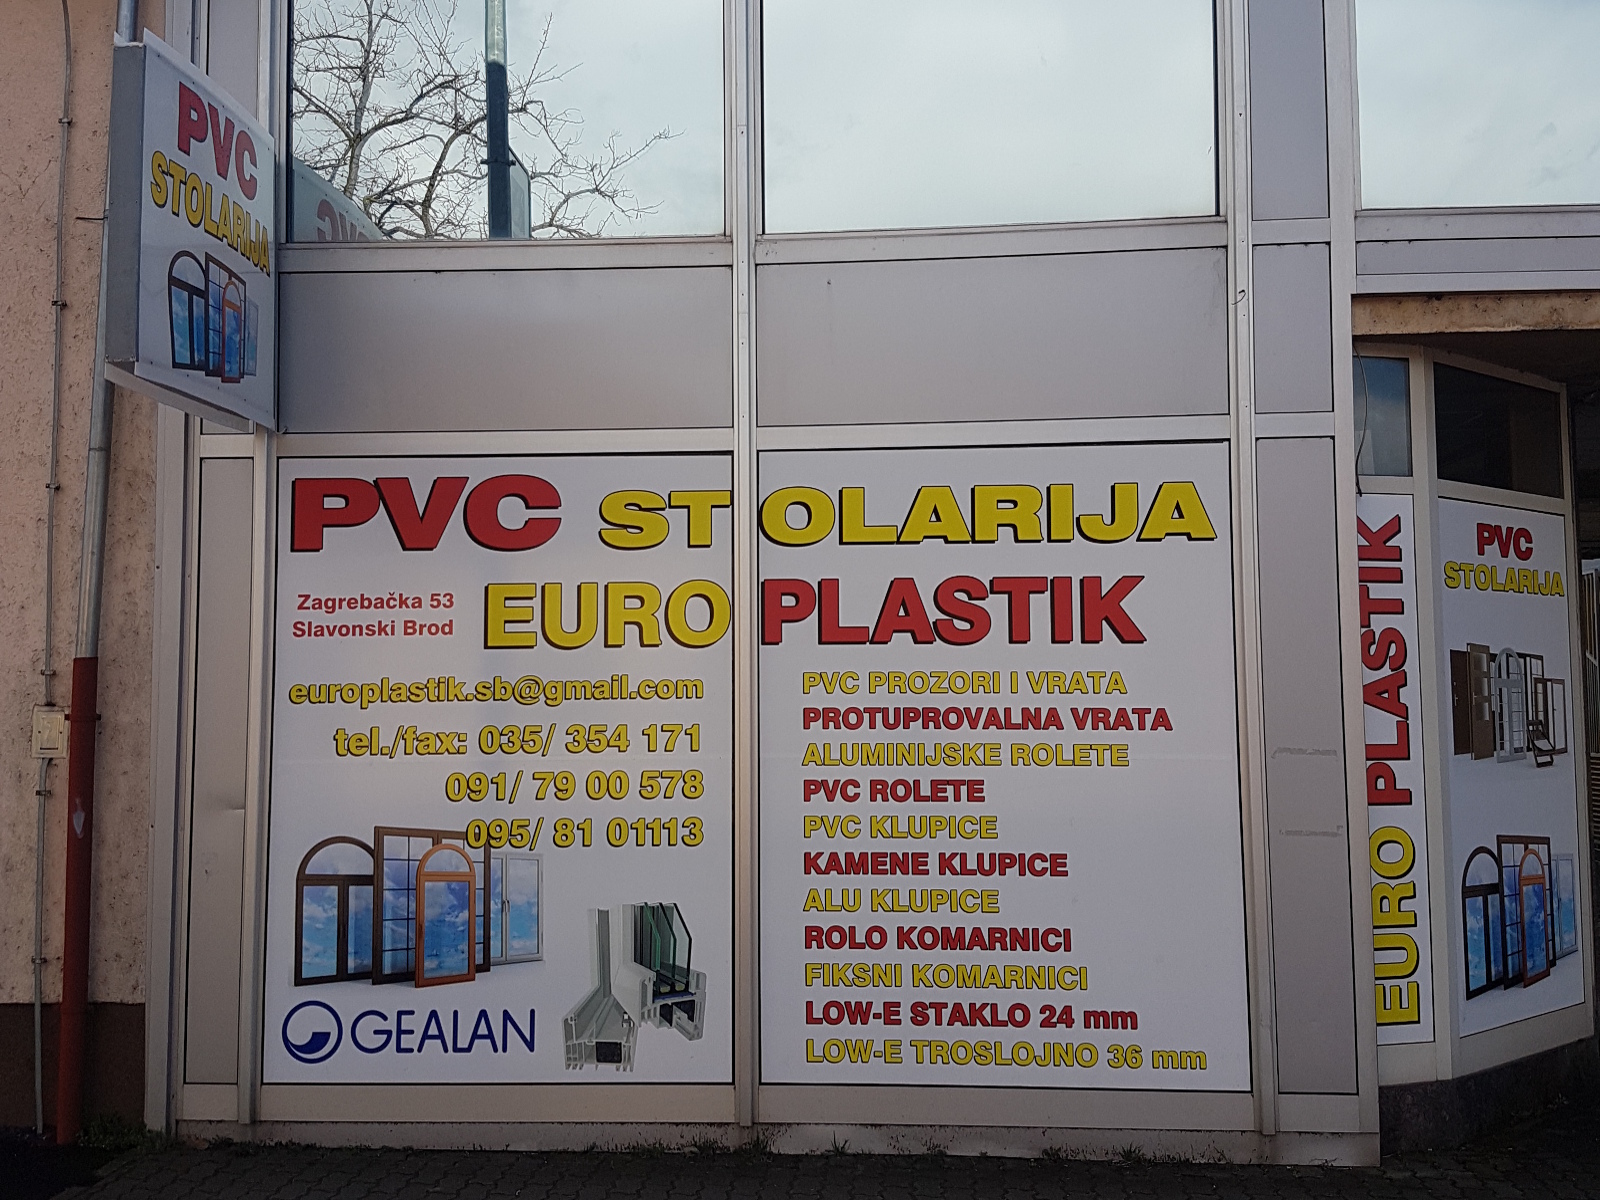 PVC
STOLARIJA
PVC STOLARIJA
EURO PLASTIK
Zagrebačka 53
Slavonski Brod
europlastik.sb@gmail.com
tel./fax: 035/ 354 171
091/ 79 00 578
095/ 81 01113
GEALAN
PVC PROZORI I VRATA
PROTUPROVALNA VRATA
ALUMINIJSKE ROLETE
PVC ROLETE
PVC KLUPICE
KAMENE KLUPICE
ALU KLUPICE
ROLO KOMARNICI
FIKSNI KOMARNICI
LOW-E STAKLO 24 mm
LOW-E TROSLOJNO 36 mm
EURO PLASTIK
PVC
STOLARIJA